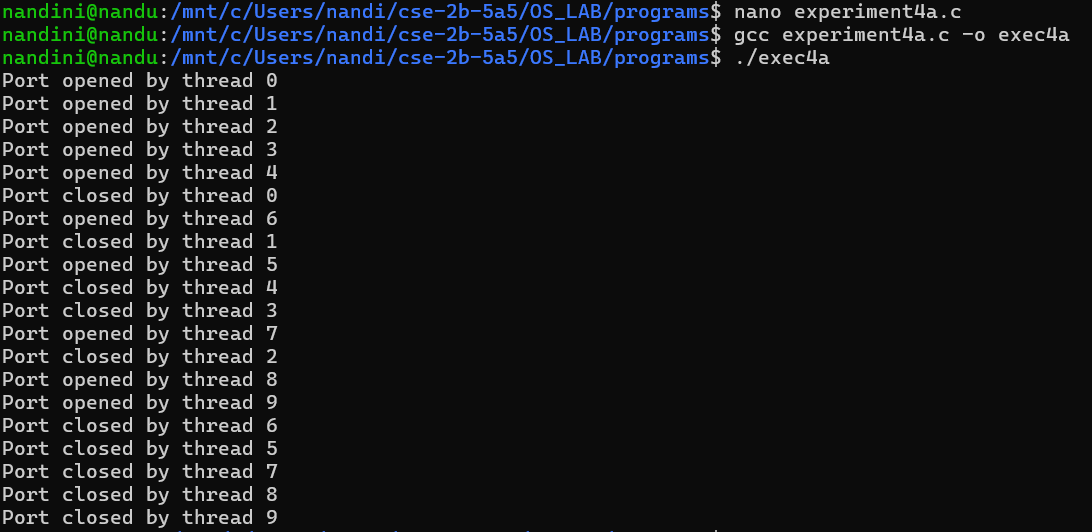 nandini@nandu:/mnt/c/Users/nandi/cse-2b-5a5/OS_LAB/programs$ nano experiment4a.c
nandini@nandu:/mnt/c/Users/nandi/cse-2b-5a5/OS_LAB/programs$ gcc experiment4a.c -o exec4a
nandini@nandu:/mnt/c/Users/nandi/cse-2b-5a5/OS_LAB/programs$ ./exec4a
Port opened by thread 0
Port opened by thread 1
Port opened by thread 2
Port opened by thread 3
Port opened by thread 4
Port closed by thread 0
Port opened by thread 6
Port closed by thread 1
Port opened by thread 5
Port closed by thread 4
Port closed by thread 3
Port opened by thread 7
Port closed by thread 2
Port opened by thread 8
Port opened by thread 9
Port closed by thread 6
Port closed by thread 5
Port closed by thread 7
Port closed by thread 8
Port closed by thread 9